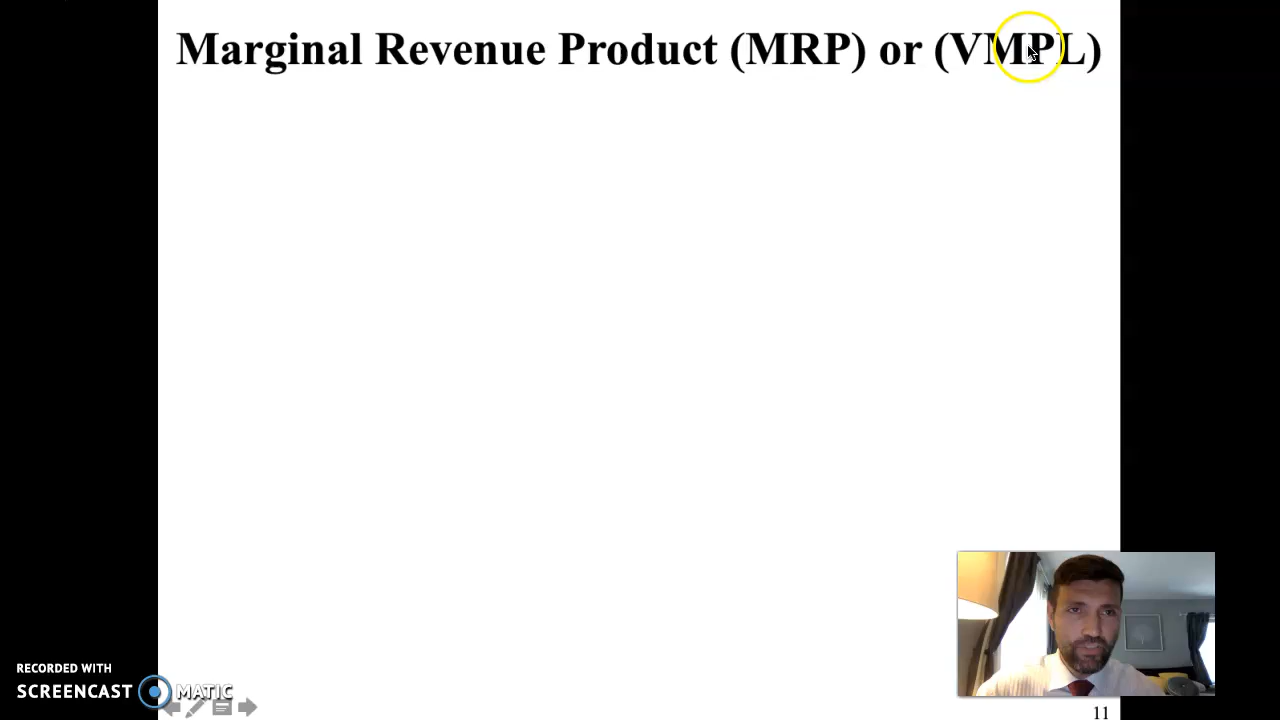 Marginal Revenue Product (MRP) or (VMPL)
RECORDED WITH
SCREENCAST MATIC
11